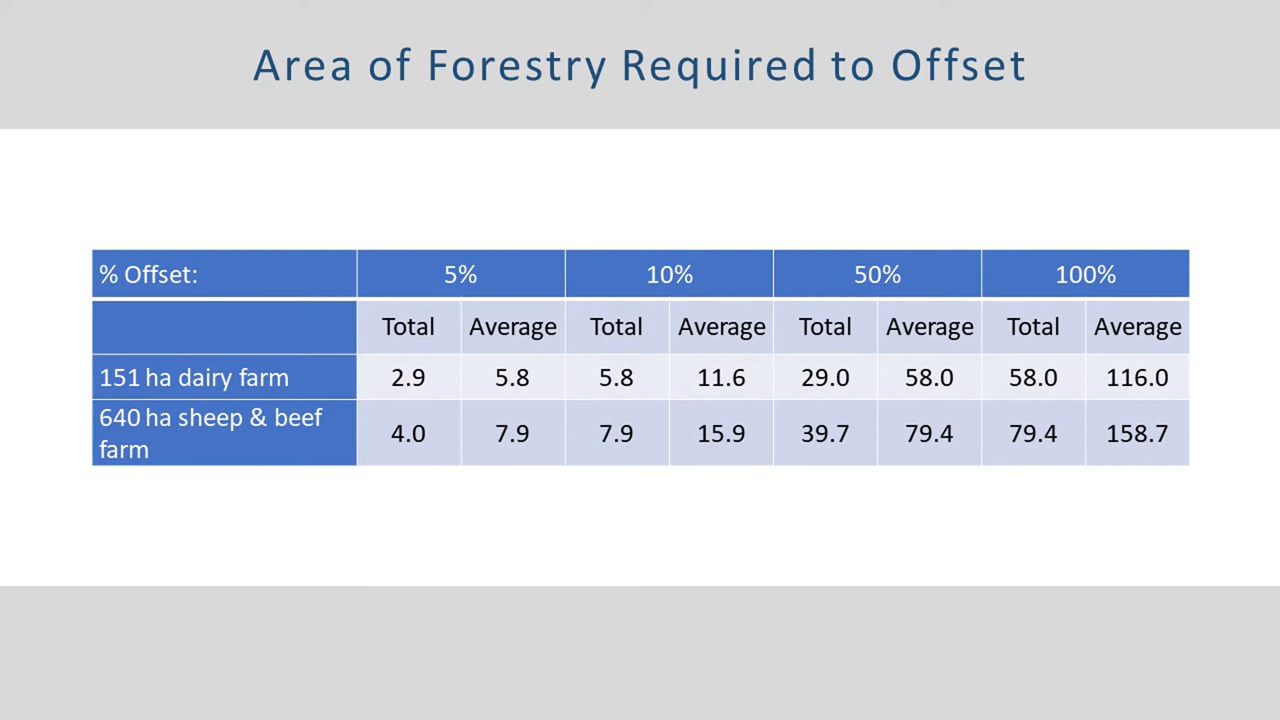 Area of Forestry Required to Offset
% Offset: 5% 10% 50% 100%
Total Average Total Average Total Average Total Average
151 ha dairy farm 2.9 5.8 5.8 11.6 29.0 58.0 58.0 116.0
640 ha sheep & beef
farm 4.0 7.9 7.9 15.9 39.7 79.4 79.4 158.7